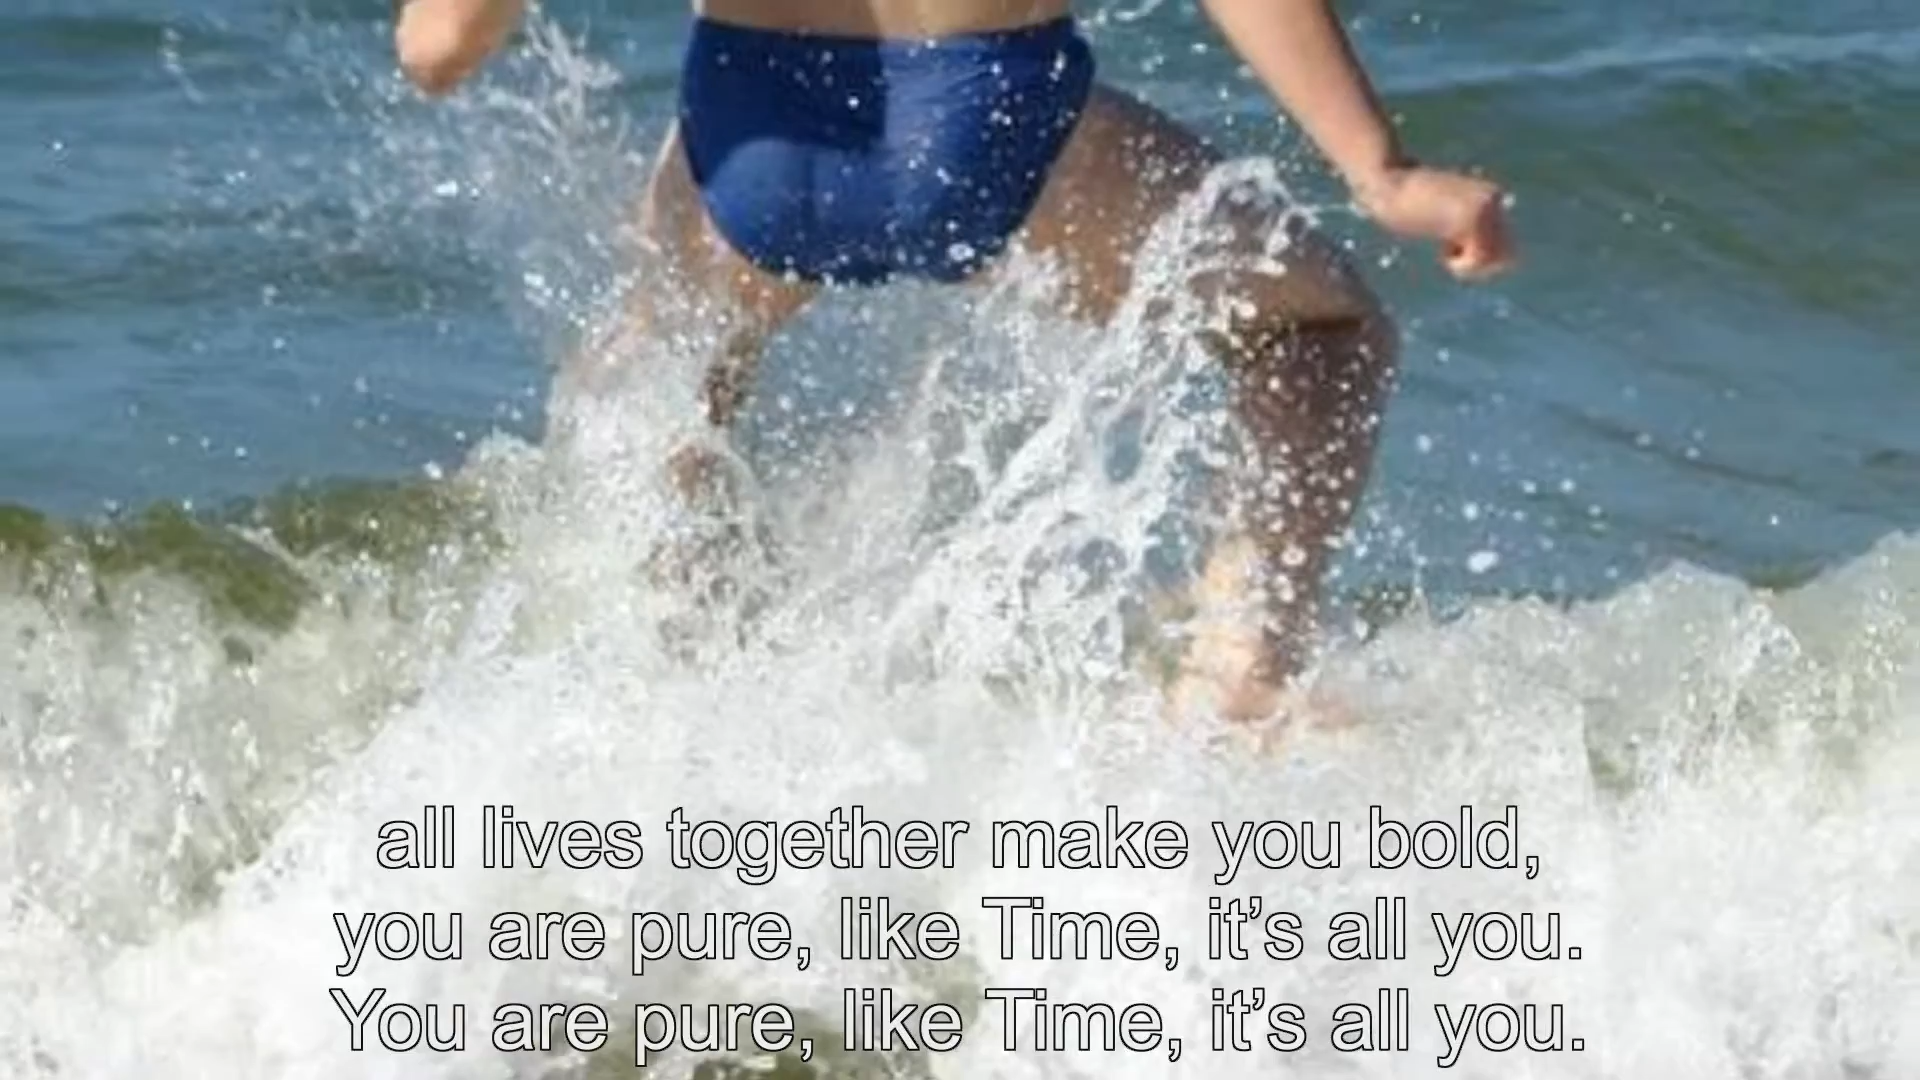 all lives together make you bold,
you are pure, like Time, it’s all you.
You are pure, like Time, it’s all you.